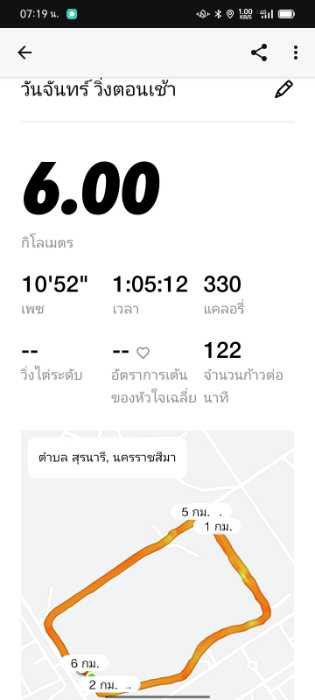 07:19 น. 1.00 KB/S
วันจันทร์ วิ่งตอนเช้า
6.00
กิโลเมตร
10'52" 1:05:12 330
เพซ เวลา แคลอรี่
-- -- 122
วิ่งไต่ระดับ อัตราการเต้นของหัวใจเฉลี่ย จำนวนก้าวต่อนาที
ตำบล สุรนารี, นครราชสีมา
5 กม.
1 กม.
6 กม.
2 กม.